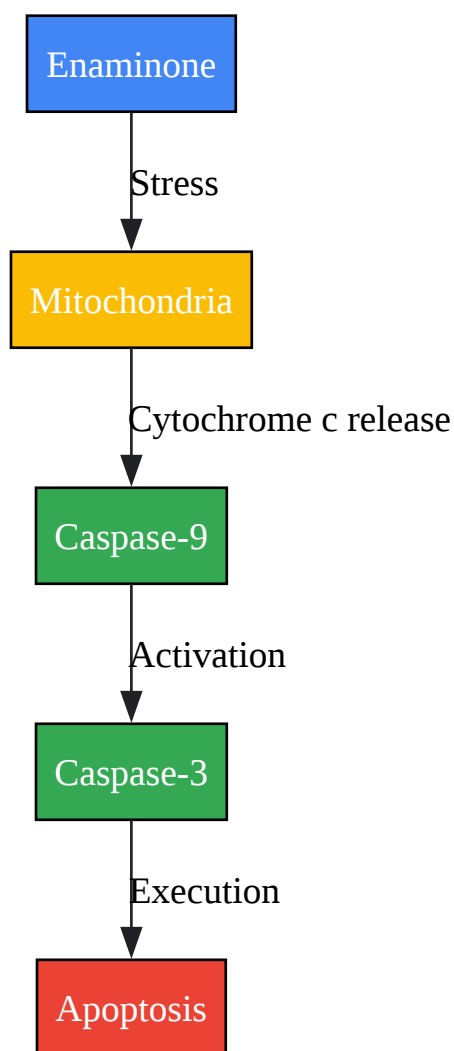 Enaminone
Stress
Mitochondria
Cytochrome c release
Caspase-9
Activation
Caspase-3
Execution
Apoptosis